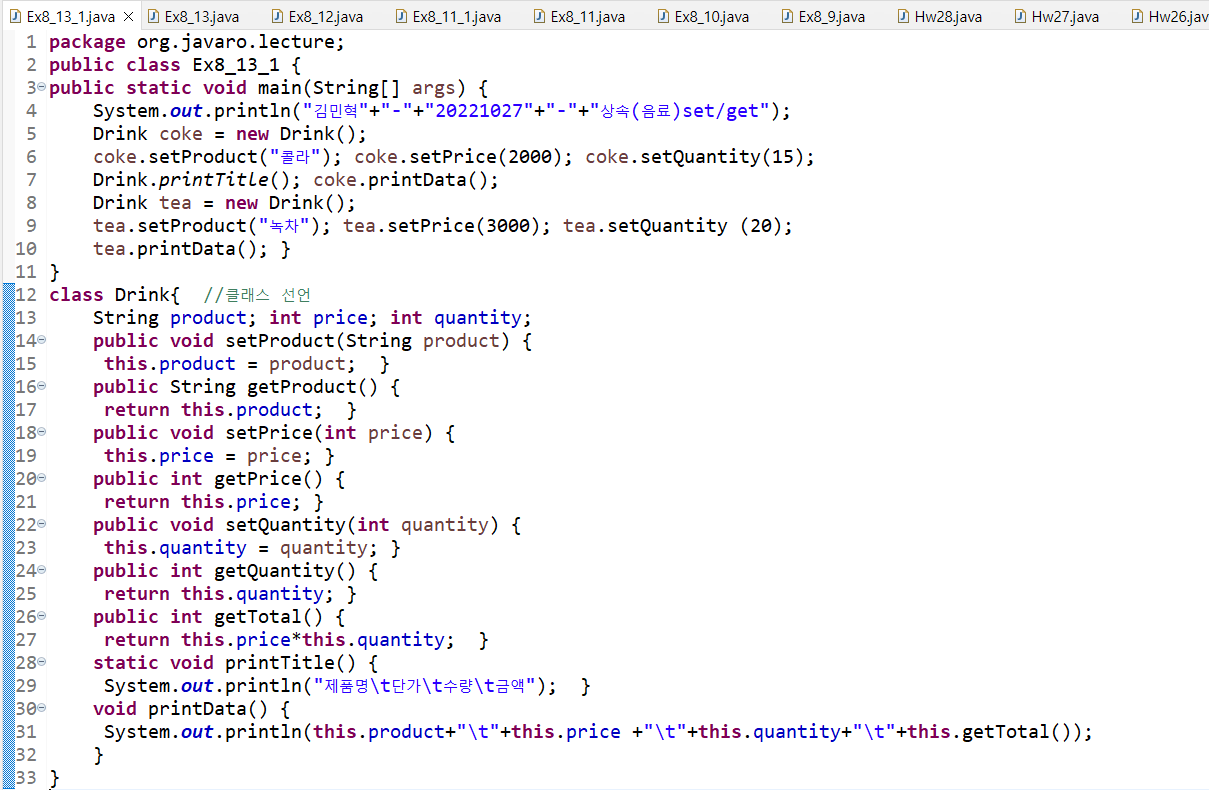 Ex8_13_1.java Ex8_13.java Ex8_12.java Ex8_11_1.java Ex8_11.java Ex8_10.java Ex8_9.java Hw28.java Hw27.java Hw26.jav
1 package org.javaro.lecture;
2 public class Ex8_13_1 {
3 public static void main(String[] args) {
4 System.out.println("김민혁"+"-"+"20221027"+"-"+"상속(음료)set/get");
5 Drink coke = new Drink();
6 coke.setProduct("콜라"); coke.setPrice(2000); coke.setQuantity(15);
7 Drink.printTitle(); coke.printData();
8 Drink tea = new Drink();
9 tea.setProduct("녹차"); tea.setPrice(3000); tea.setQuantity (20);
10 tea.printData(); }
11 }
12 class Drink{ //클래스 선언
13 String product; int price; int quantity;
14 public void setProduct(String product) {
15 this.product = product; }
16 public String getProduct() {
17 return this.product; }
18 public void setPrice(int price) {
19 this.price = price; }
20 public int getPrice() {
21 return this.price; }
22 public void setQuantity(int quantity) {
23 this.quantity = quantity; }
24 public int getQuantity() {
25 return this.quantity; }
26 public int getTotal() {
27 return this.price*this.quantity; }
28 static void printTitle() {
29 System.out.println("제품명\t단가\t수량\t금액"); }
30 void printData() {
31 System.out.println(this.product+"\t"+this.price +"\t"+this.quantity+"\t"+this.getTotal());
32 }
33 }